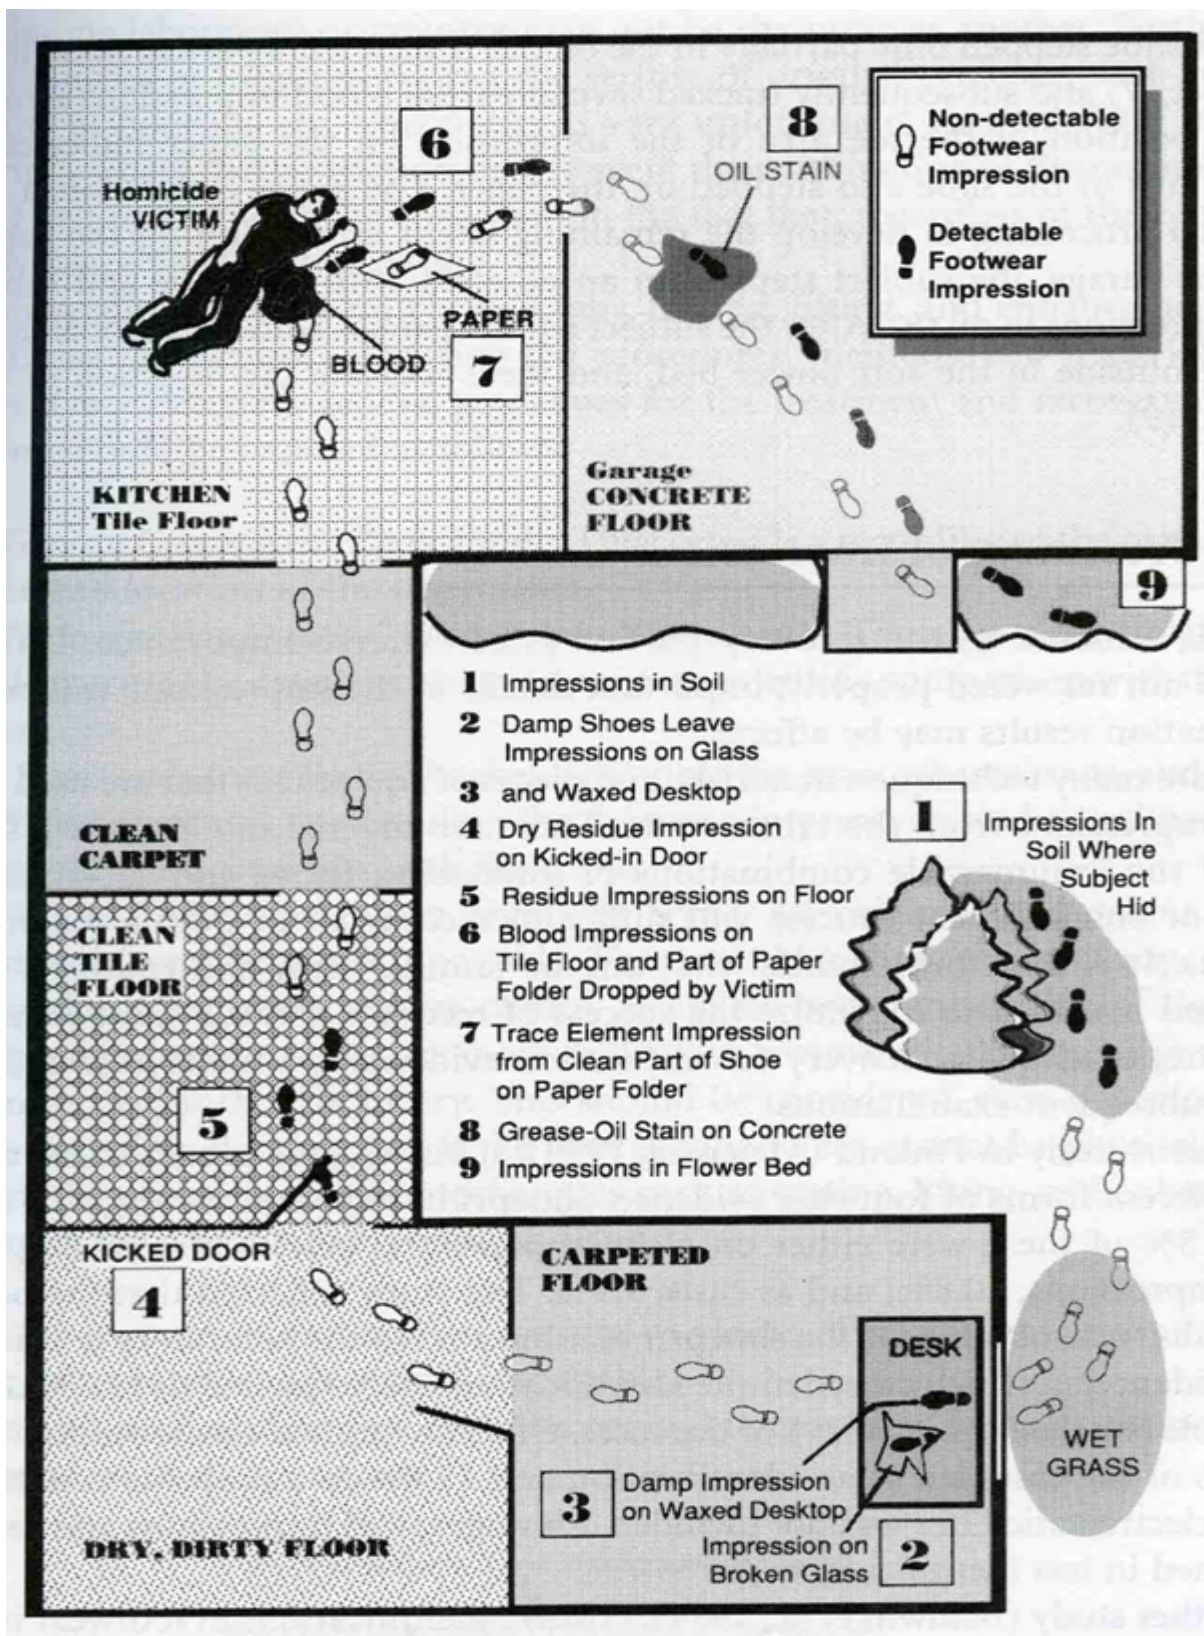 6
8
OIL STAIN
Non-detectable
Footwear
Impression
Detectable
Footwear
Impression
Homicide
VICTIM
PAPER
BLOOD
7
KITCHEN
Tile Floor
Garage
CONCRETE
FLOOR
9
1 Impressions in Soil
2 Damp Shoes Leave
Impressions on Glass
3 and Waxed Desktop
4 Dry Residue Impression
on Kicked-in Door
5 Residue Impressions on Floor
6 Blood Impressions on
Tile Floor and Part of Paper
Folder Dropped by Victim
7 Trace Element Impression
from Clean Part of Shoe
on Paper Folder
8 Grease-Oil Stain on Concrete
9 Impressions in Flower Bed
1
Impressions In
Soil Where
Subject
Hid
CLEAN
CARPET
CLEAN
TILE
FLOOR
5
KICKED DOOR
4
CARPETED
FLOOR
DESK
WET
GRASS
3
Damp Impression
on Waxed Desktop
Impression on
Broken Glass
2
DRY, DIRTY FLOOR